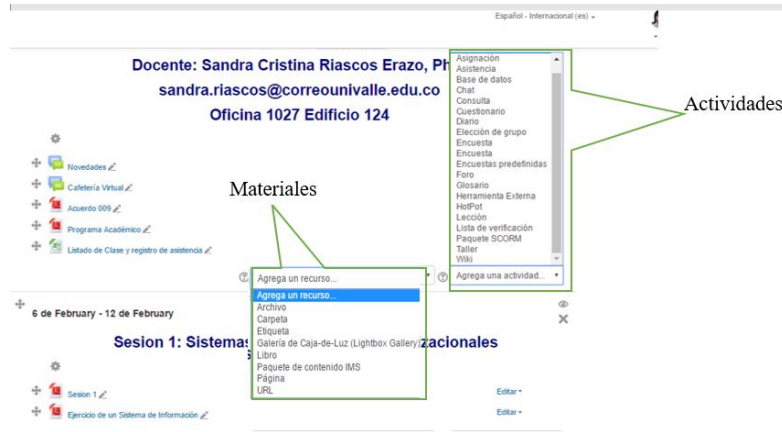 Español - Internacional (es)
Docente: Sandra Cristina Riascos Erazo, Ph
sandra.riascos@correounivalle.edu.co
Oficina 1027 Edificio 124
Asignación
Asistencia
Base de datos
Chat
Consulta
Cuestionario
Diario
Elección de grupo
Encuesta
Encuesta
Encuestas predefinidas
Foro
Glosario
Herramienta Externa
HotPot
Lección
Lista de verificación
Paquete SCORM
Taller
Wiki
Agrega una actividad...
Actividades
Novedades
Cafetería Virtual
Acuerdo 009
Programa Académico
Listado de Clase y registro de asistencia
Materiales
Agrega un recurso...
Agrega un recurso...
Archivo
Carpeta
Etiqueta
Galería de Caja-de-Luz (Lightbox Gallery)
Libro
Paquete de contenido IMS
Página
URL
6 de February - 12 de February
Sesion 1: Sistemas zacionales
Sesion 1
Editar
Ejercicio de un Sistema de Información
Editar